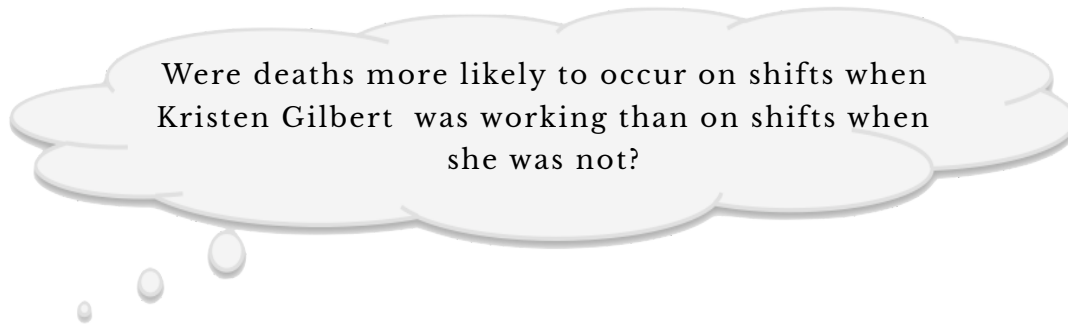 Were deaths more likely to occur on shifts when
Kristen Gilbert was working than on shifts when
she was not?